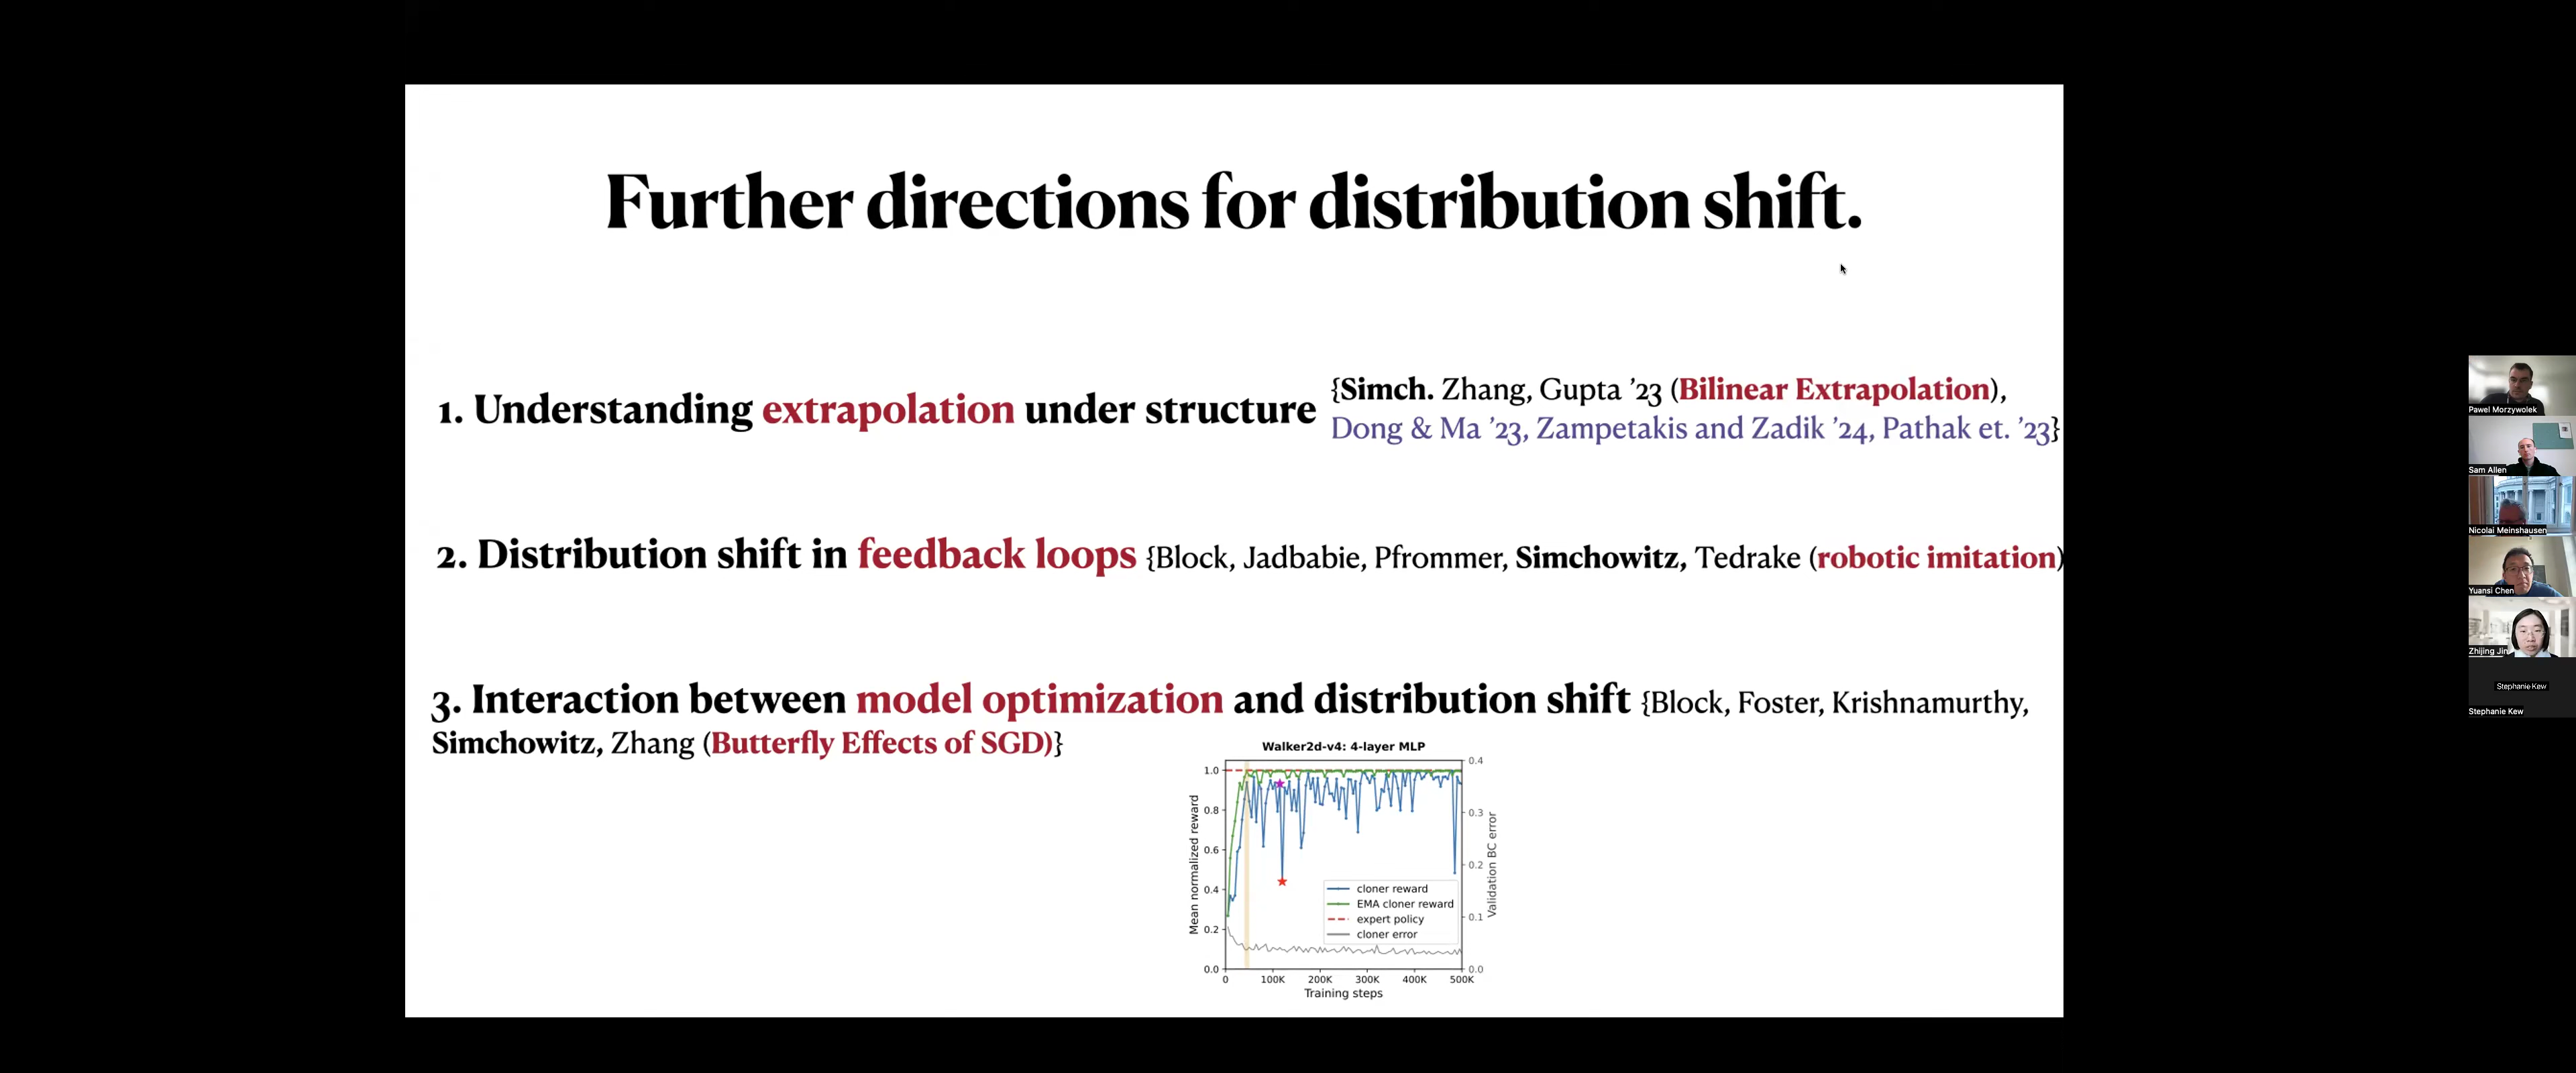 Further directions for distribution shift.
1. Understanding extrapolation under structure {Simch. Zhang, Gupta ’23 (Bilinear Extrapolation),
Dong & Ma ’23, Zampetakis and Zadik ’24, Pathak et. ’23}
2. Distribution shift in feedback loops {Block, Jadbabie, Pfrommer, Simchowitz, Tedrake (robotic imitation)
3. Interaction between model optimization and distribution shift {Block, Foster, Krishnamurthy,
Simchowitz, Zhang (Butterfly Effects of SGD)}
Walker2d-v4: 4-layer MLP
Mean normalized reward
1.0
0.8
0.6
0.4
0.2
0.0
0.4
0.3
0.2
0.1
0.0
Validation BC error
cloner reward
EMA cloner reward
expert policy
cloner error
0 100K 200K 300K 400K 500K
Training steps
Pawel Morzywolek
Sam Allen
Nicolai Meinshausen
Yuansi Chen
Zhijing Jin
Stephanie Kew
Stephanie Kew